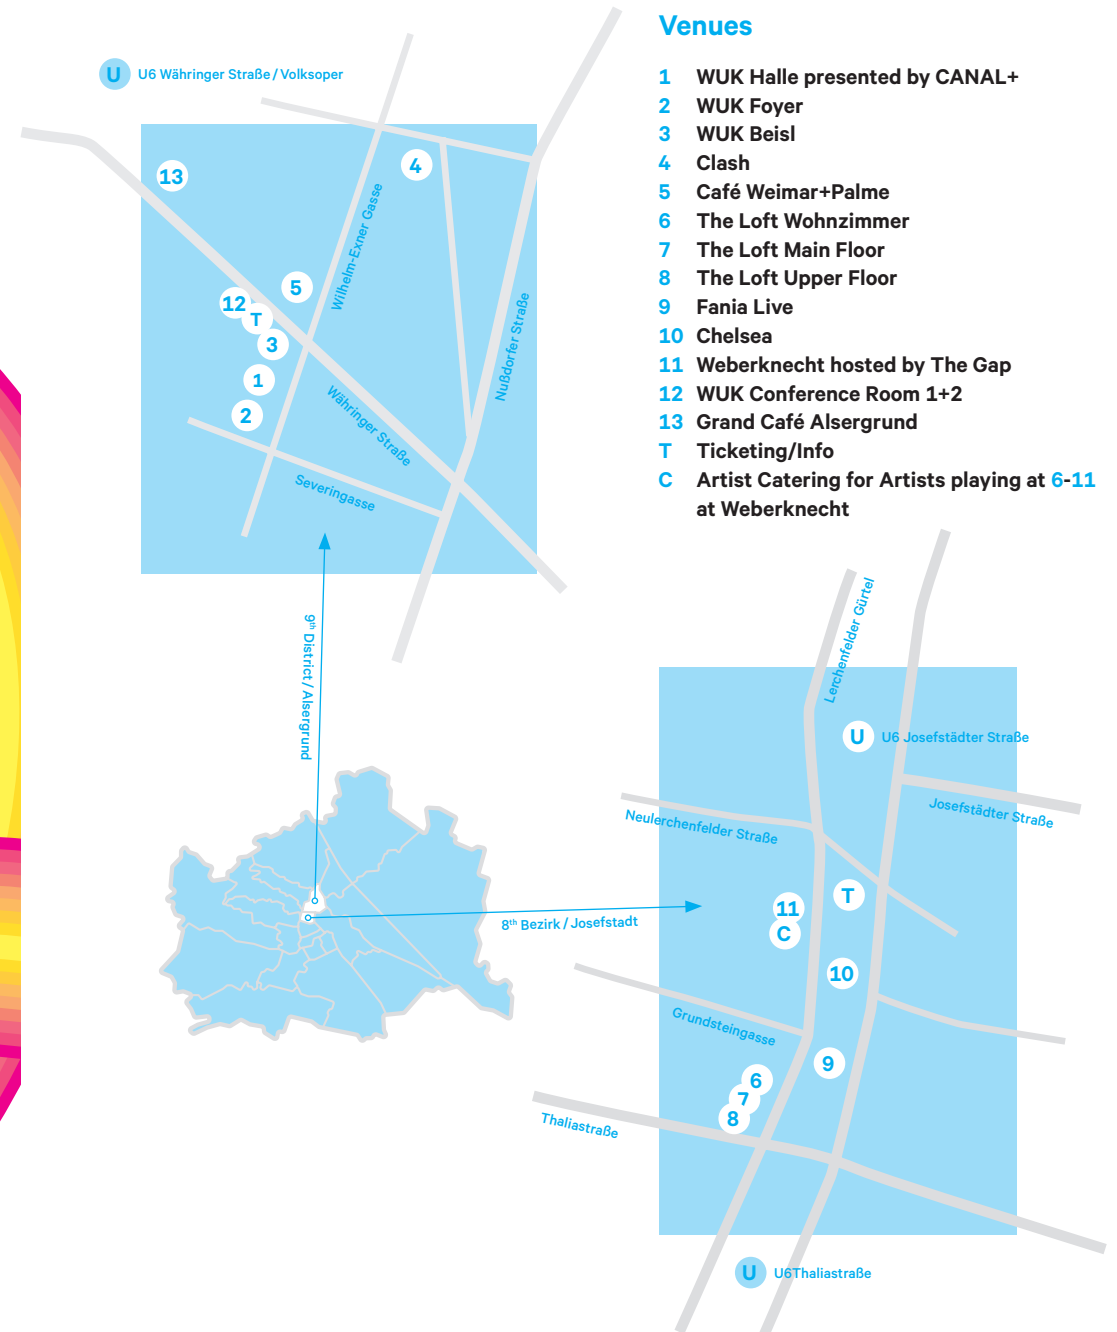 Venues
1 WUK Halle presented by CANAL+
2 WUK Foyer
3 WUK Beisl
4 Clash
5 Café Weimar+Palme
6 The Loft Wohnzimmer
7 The Loft Main Floor
8 The Loft Upper Floor
9 Fania Live
10 Chelsea
11 Weberknecht hosted by The Gap
12 WUK Conference Room 1+2
13 Grand Café Alsergrund
T Ticketing/Info
C Artist Catering for Artists playing at 6-11
at Weberknecht
U U6 Währinger Straße / Volksoper
13
4
Wilhelm-Exner Gasse
5
12
T
3
Nußdorfer Straße
1
2
Währinger Straße
Severingasse
9th District / Alsergrund
8th Bezirk / Josefstadt
Lerchenfelder Gürtel
U U6 Josefstädter Straße
Josefstädter Straße
Neulerchenfelder Straße
T
11
C
10
Grundsteingasse
9
6
7
8
Thaliastraße
U U6Thaliastraße